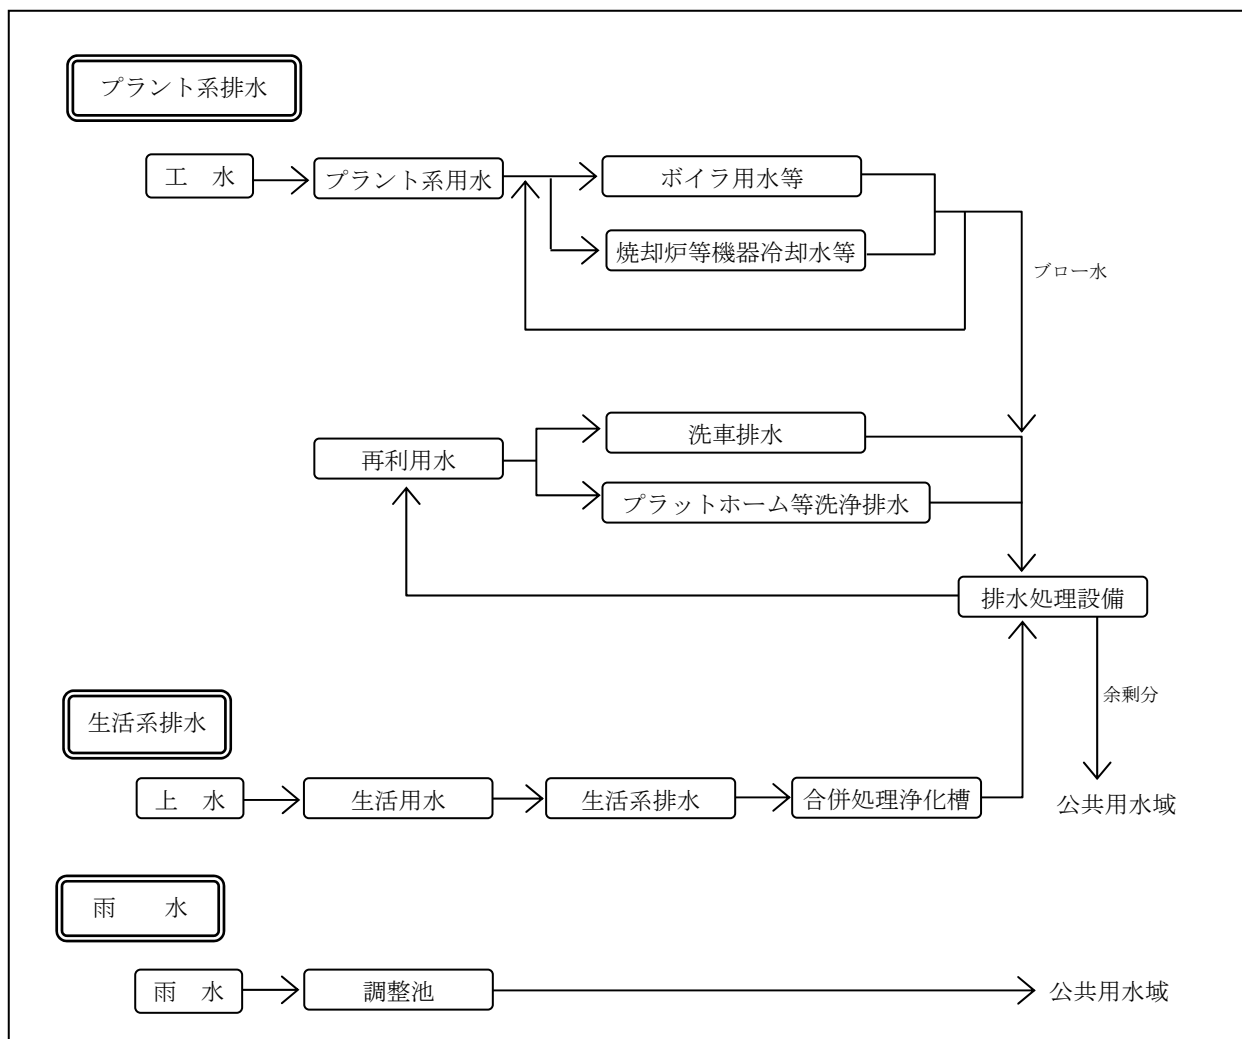 プラント系排水
工　水
プラント系用水
ボイラ用水等
焼却炉等機器冷却水等
ブロー水
再利用水
洗車排水
プラットホーム等洗浄排水
排水処理設備
余剰分
生活系排水
上　水
生活用水
生活系排水
合併処理浄化槽
公共用水域
雨　　水
雨　水
調整池
公共用水域